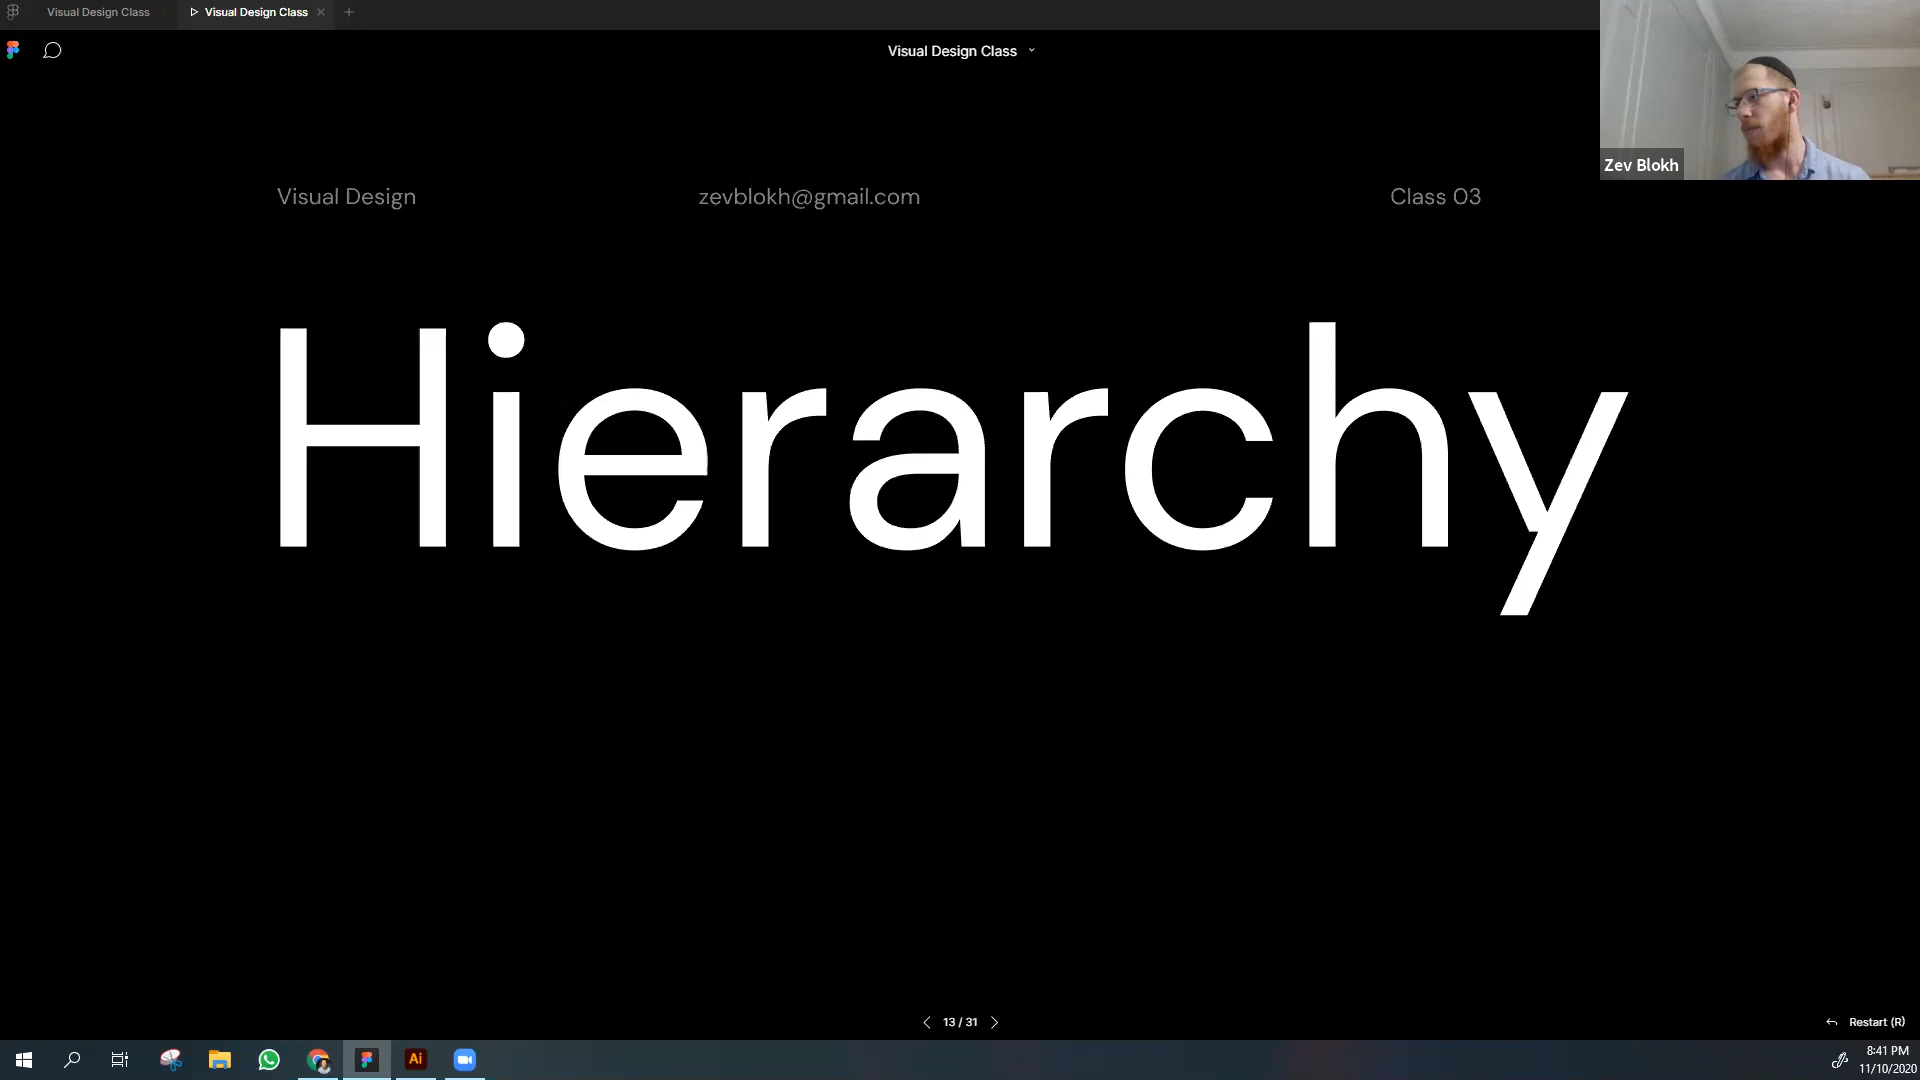 Visual Design Class
Visual Design Class
Visual Design Class
Zev Blokh
Visual Design
zevblokh@gmail.com
Class 03
Hierarchy
13 / 31
Restart (R)
Ai
8:41 PM
11/10/2020